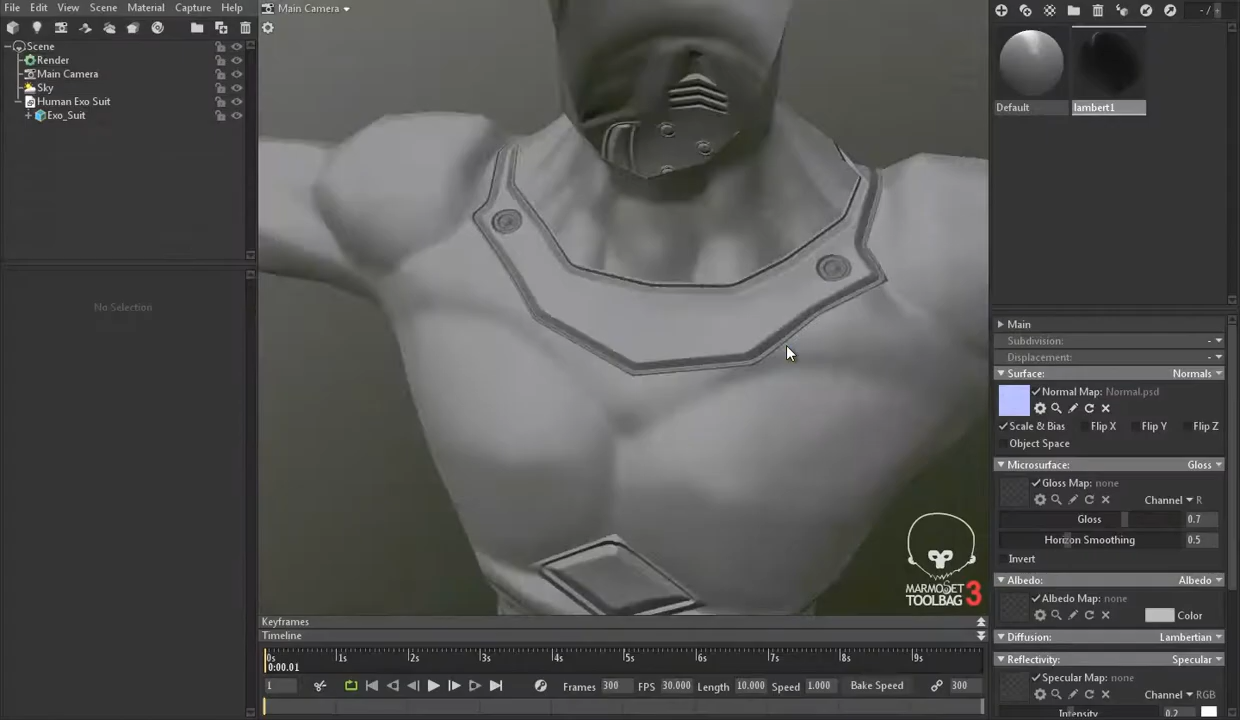 File Edit View Scene Material Capture Help
Main Camera
Scene
Render
Main Camera
Sky
Human Exo Suit
Exo_Suit
No Selection
Default
lambert1
Main
Subdivision: -
Displacement: -
Surface: Normals
Normal Map: Normal.psd
Scale & Bias Flip X Flip Y Flip Z
Object Space
Microsurface: Gloss
Gloss Map: none
Channel R
Gloss 0.7
Horizon Smoothing 0.5
Invert
Albedo: Albedo
Albedo Map: none
Color
Diffusion: Lambertian
Reflectivity: Specular
Specular Map: none
Channel RGB
Intensity 0.2
MARMOSET
TOOLBAG 3
Keyframes
Timeline
0s 1s 2s 3s 4s 5s 6s 7s 8s 9s
0:00.01
1 Frames 300 FPS 30.000 Length 10.000 Speed 1.000 Bake Speed 300